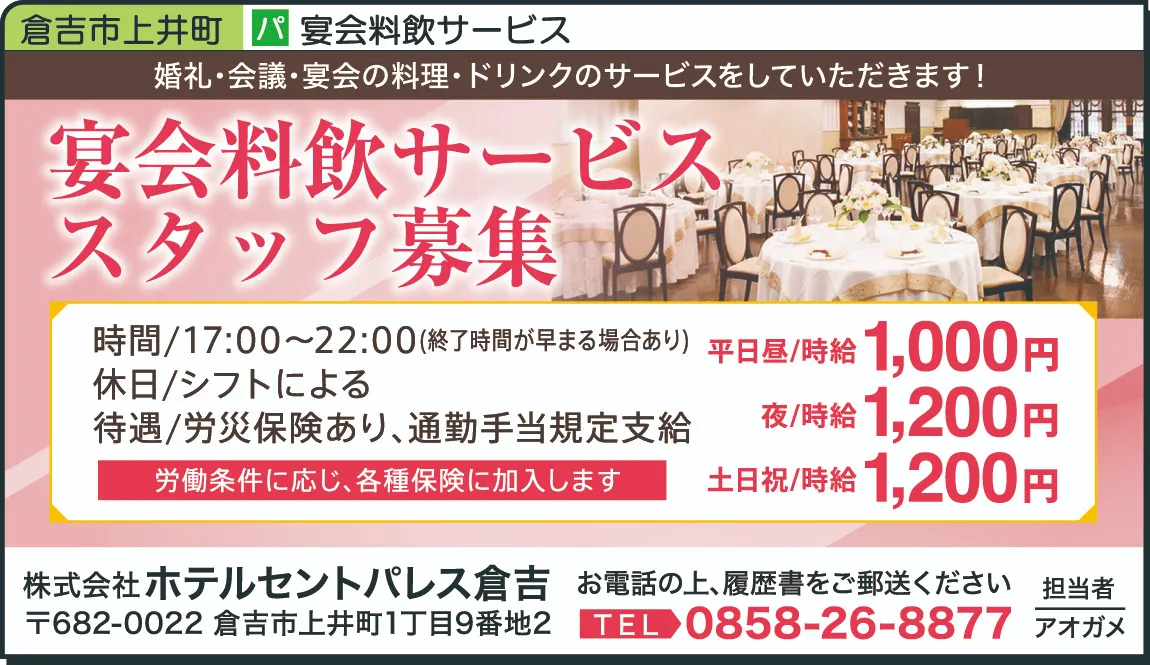 倉吉市上井町 パ 宴会料飲サービス
婚礼・会議・宴会の料理・ドリンクのサービスをしていただきます!
宴会料飲サービス
スタッフ募集
時間/17:00〜22:00(終了時間が早まる場合あり)
休日/シフトによる
待遇/労災保険あり、通勤手当規定支給
労働条件に応じ、各種保険に加入します
平日昼/時給1,000円
夜/時給1,200円
土日祝/時給1,200円
株式会社ホテルセントパレス倉吉
〒682-0022 倉吉市上井町1丁目9番地2
お電話の上、履歴書をご郵送ください
TEL 0858-26-8877
担当者
アオガメ